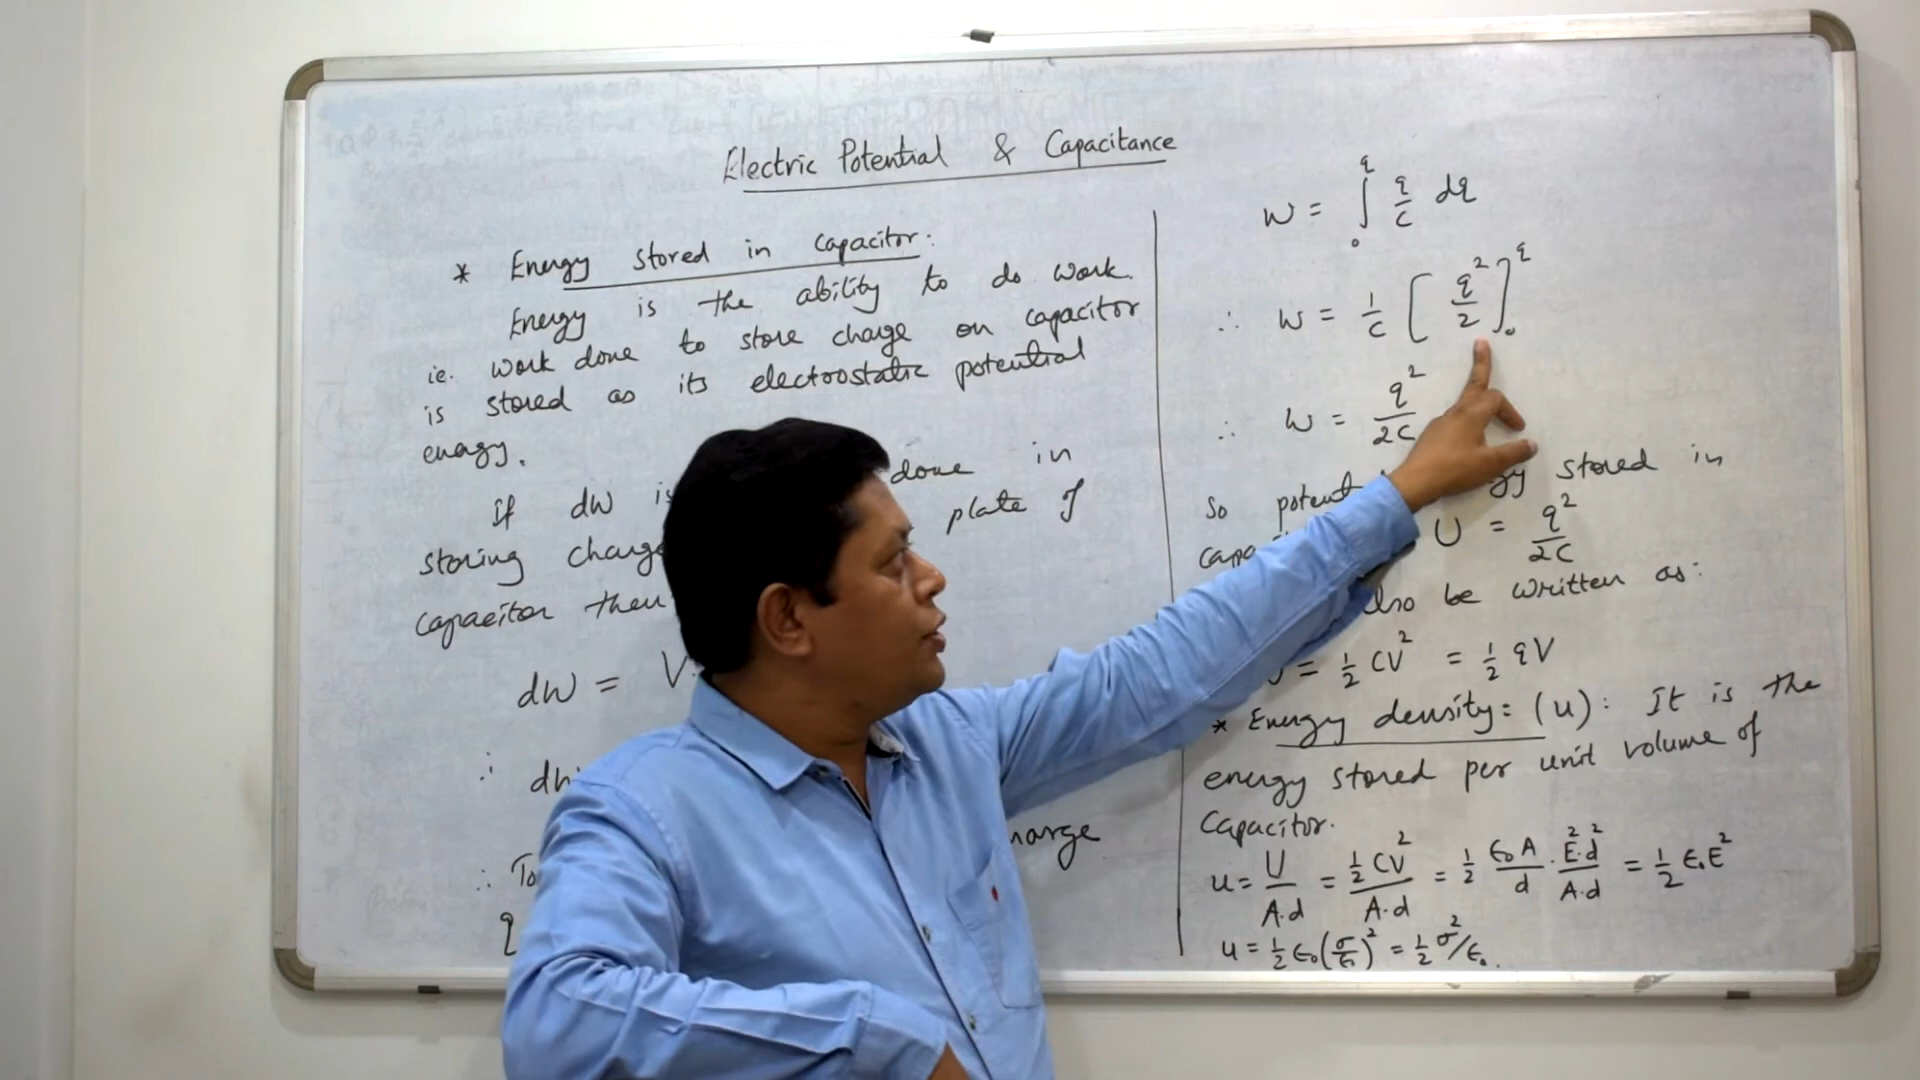 Electric Potential & Capacitance
* Energy stored in capacitor.
Energy is the ability to do work.
ie. work done to store charge on capacitor
is stored as its electrostatic potential
energy.
If dW is done in
storing charge plate of
capacitor then
dW = V.
∴ dW
harge
∴ To
q
W = ∫₀^q q/C dq
∴ W = 1/C [q²/2]₀^q
∴ W = q²/2C
So potent gy stored in
capa U = q²/2C
also be written as:
U = ½ CV² = ½ qV
* Energy density: (u): It is the
energy stored per unit volume of
capacitor.
u = U/A.d = ½CV²/A.d = ½ ε₀A/d . E².d²/A.d = ½ ε₀E²
u = ½ ε₀(σ/ε₀)² = ½ σ²/ε₀.